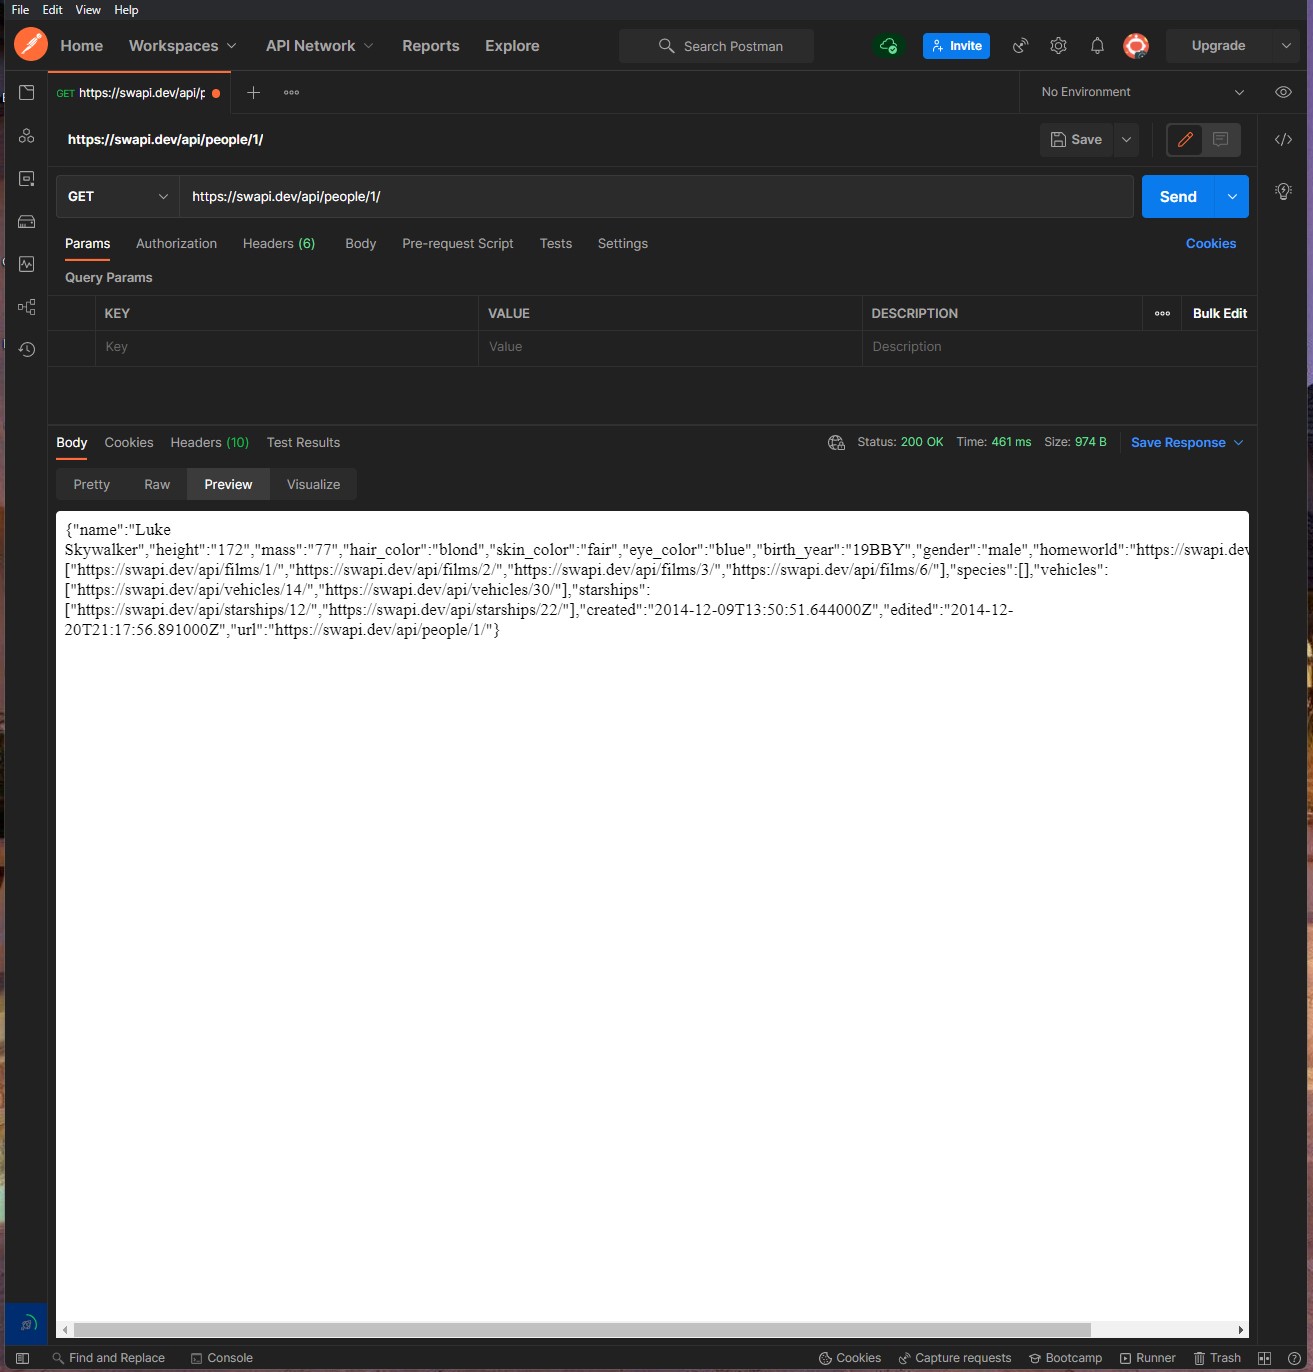 File Edit View Help
Home Workspaces API Network Reports Explore Search Postman Invite Upgrade
GET https://swapi.dev/api/p No Environment
https://swapi.dev/api/people/1/ Save
GET https://swapi.dev/api/people/1/ Send
Params Authorization Headers (6) Body Pre-request Script Tests Settings Cookies
Query Params
KEY VALUE DESCRIPTION Bulk Edit
Key Value Description
Body Cookies Headers (10) Test Results Status: 200 OK Time: 461 ms Size: 974 B Save Response
Pretty Raw Preview Visualize
{"name":"Luke
Skywalker","height":"172","mass":"77","hair_color":"blond","skin_color":"fair","eye_color":"blue","birth_year":"19BBY","gender":"male","homeworld":"https://swapi.dev
["https://swapi.dev/api/films/1/","https://swapi.dev/api/films/2/","https://swapi.dev/api/films/3/","https://swapi.dev/api/films/6/"],"species":[],"vehicles":
["https://swapi.dev/api/vehicles/14/","https://swapi.dev/api/vehicles/30/"],"starships":
["https://swapi.dev/api/starships/12/","https://swapi.dev/api/starships/22/"],"created":"2014-12-09T13:50:51.644000Z","edited":"2014-12-
20T21:17:56.891000Z","url":"https://swapi.dev/api/people/1/"}
Find and Replace Console Cookies Capture requests Bootcamp Runner Trash